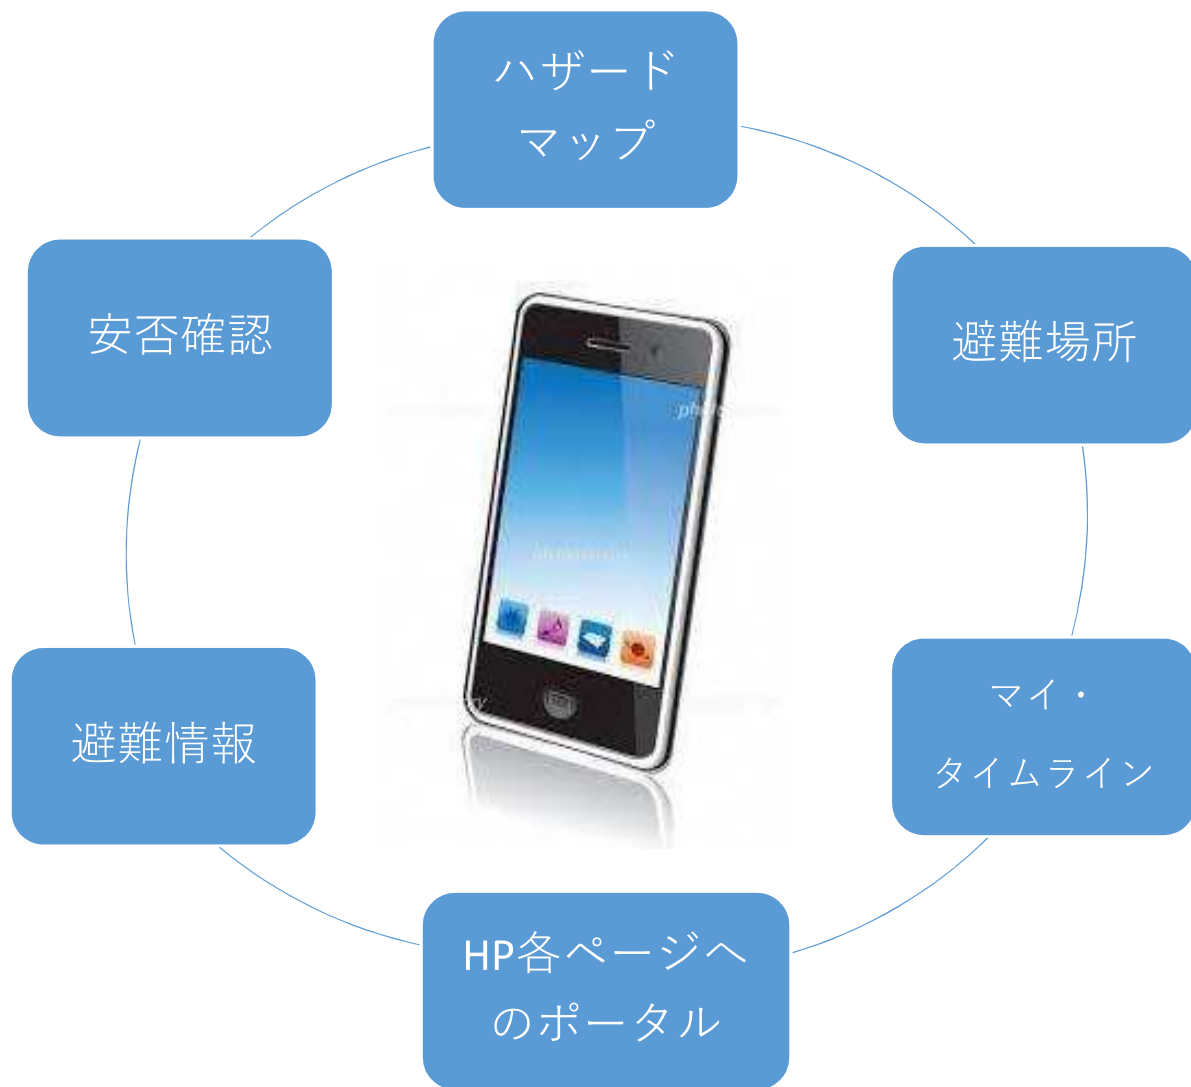 ハザード
マップ
安否確認
避難場所
避難情報
マイ・
タイムライン
HP各ページへ
のポータル